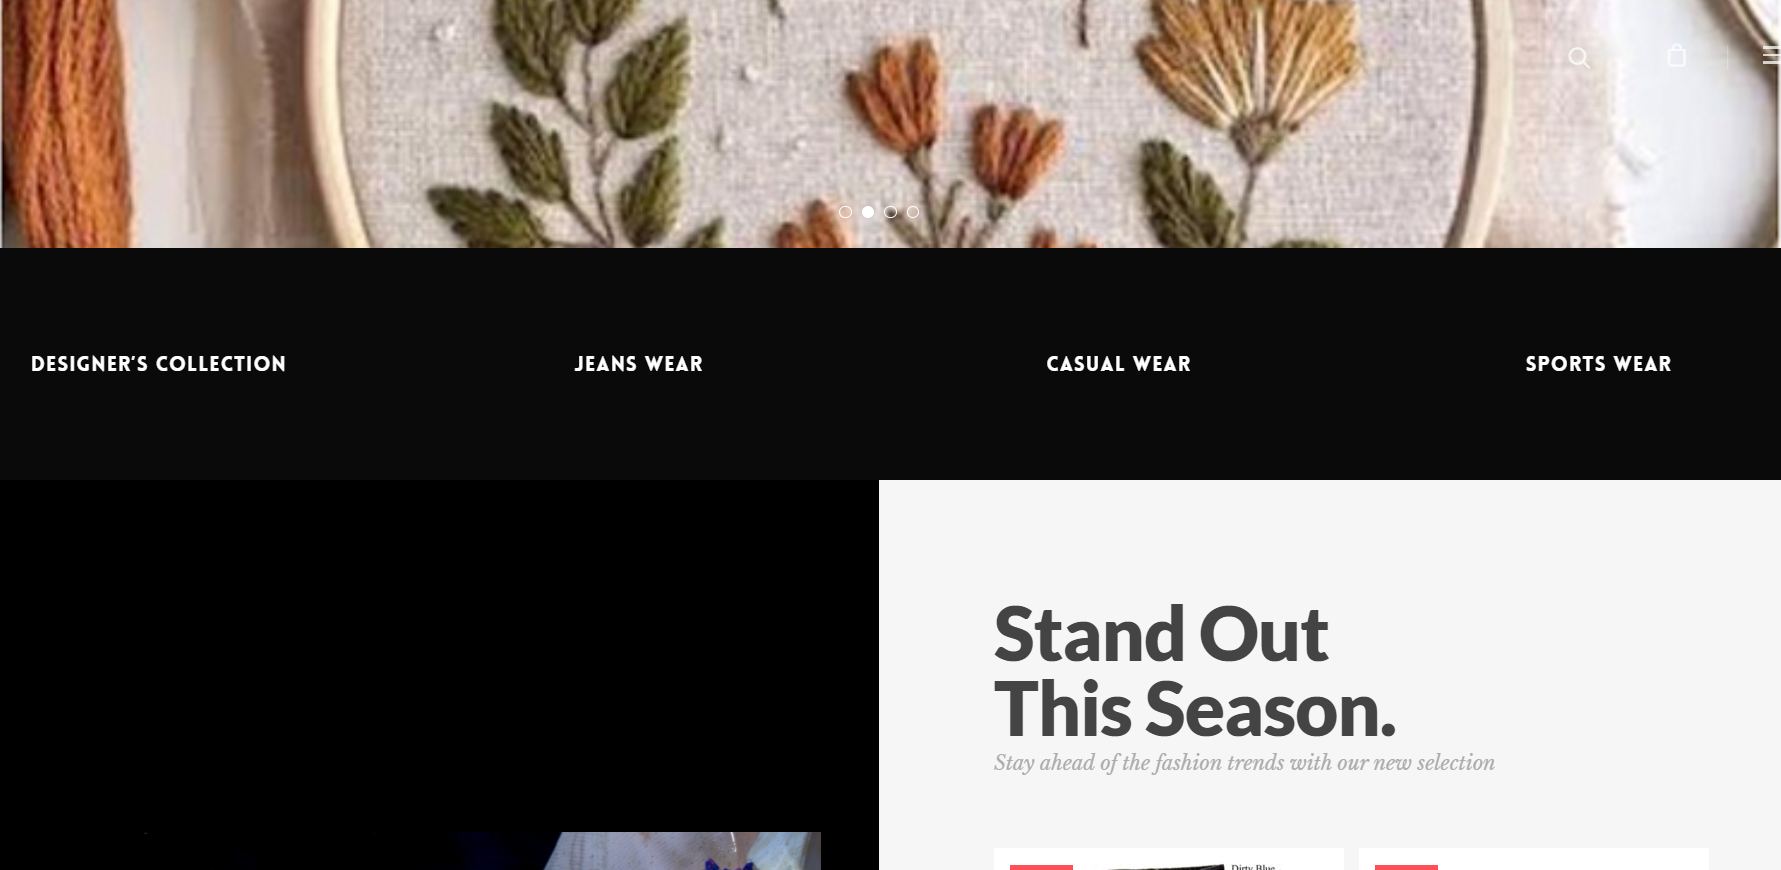 DESIGNER'S COLLECTION
JEANS WEAR
CASUAL WEAR
SPORTS WEAR
Stand Out
This Season.
Stay ahead of the fashion trends with our new selection
Dirty Blue